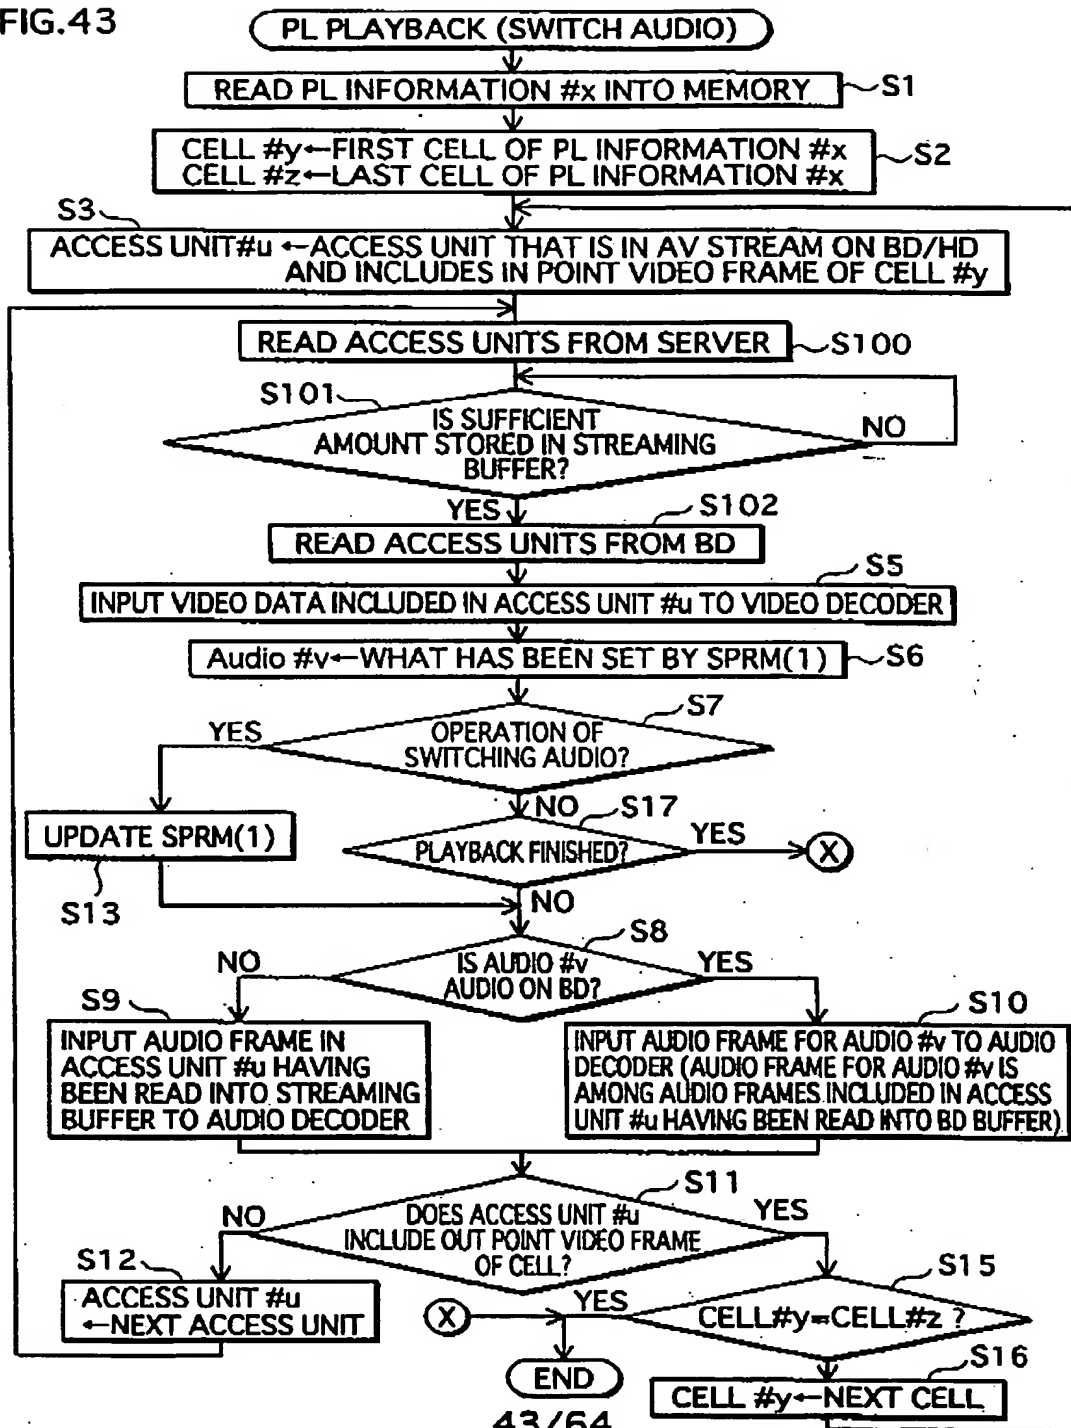 FIG.43
PL PLAYBACK (SWITCH AUDIO)
READ PL INFORMATION #x INTO MEMORY
S1
CELL #y←FIRST CELL OF PL INFORMATION #x
CELL #z←LAST CELL OF PL INFORMATION #x
S2
S3
ACCESS UNIT#u ←ACCESS UNIT THAT IS IN AV STREAM ON BD/HD
AND INCLUDES IN POINT VIDEO FRAME OF CELL #y
READ ACCESS UNITS FROM SERVER
S100
S101
IS SUFFICIENT
AMOUNT STORED IN STREAMING
BUFFER?
NO
YES
S102
READ ACCESS UNITS FROM BD
S5
INPUT VIDEO DATA INCLUDED IN ACCESS UNIT #u TO VIDEO DECODER
Audio #v←WHAT HAS BEEN SET BY SPRM(1)
S6
S7
YES
OPERATION OF
SWITCHING AUDIO?
NO
S17
UPDATE SPRM(1)
PLAYBACK FINISHED?
YES
X
S13
NO
S8
NO
IS AUDIO #v
AUDIO ON BD?
YES
S9
S10
INPUT AUDIO FRAME IN
ACCESS UNIT #u HAVING
BEEN READ INTO STREAMING
BUFFER TO AUDIO DECODER
INPUT AUDIO FRAME FOR AUDIO #v TO AUDIO
DECODER (AUDIO FRAME FOR AUDIO #v IS
AMONG AUDIO FRAMES INCLUDED IN ACCESS
UNIT #u HAVING BEEN READ INTO BD BUFFER)
S11
NO
DOES ACCESS UNIT #u
INCLUDE OUT POINT VIDEO FRAME
OF CELL?
YES
S12
ACCESS UNIT #u
←NEXT ACCESS UNIT
S15
X
YES
CELL#y=CELL#z ?
END
S16
CELL #y←NEXT CELL
43/64